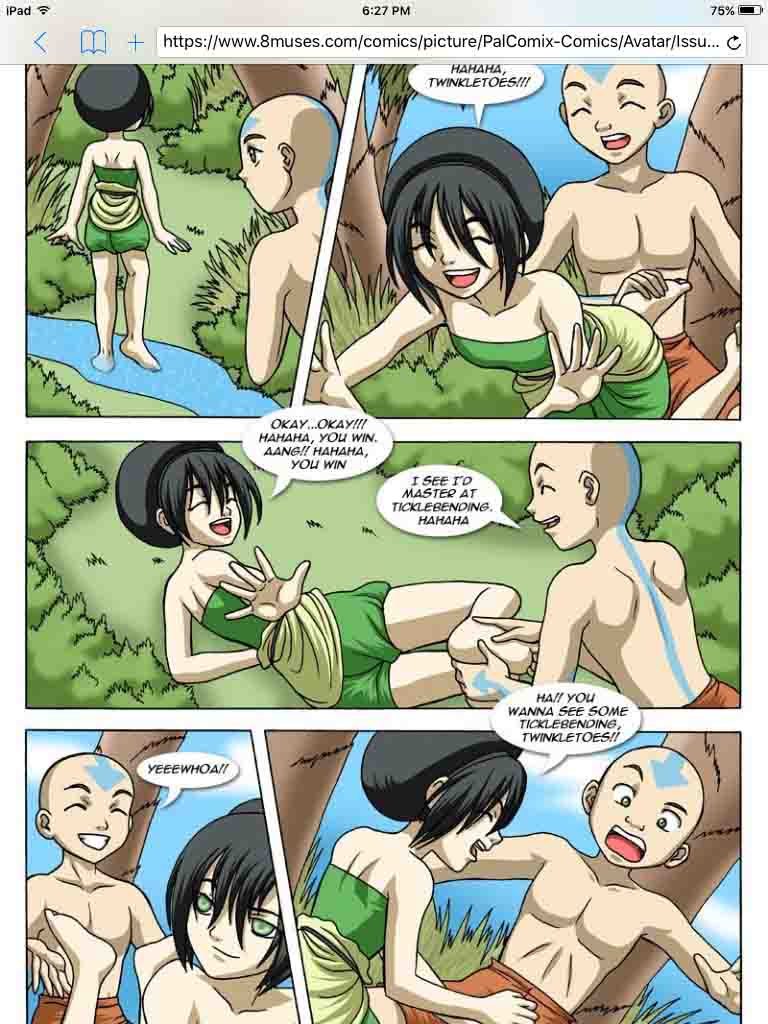 iPad 6:27 PM 75%
https://www.8muses.com/comics/picture/PalComix-Comics/Avatar/Issu...
HAHAHA,
TWINKLETOES!!!
OKAY...OKAY!!!
HAHAHA, YOU WIN.
AANG!! HAHAHA,
YOU WIN
I SEE I'D
MASTER AT
TICKLEBENDING.
HAHAHA
YEEEWHOA!!
HA!! YOU
WANNA SEE SOME
TICKLEBENDING,
TWINKLETOES!!